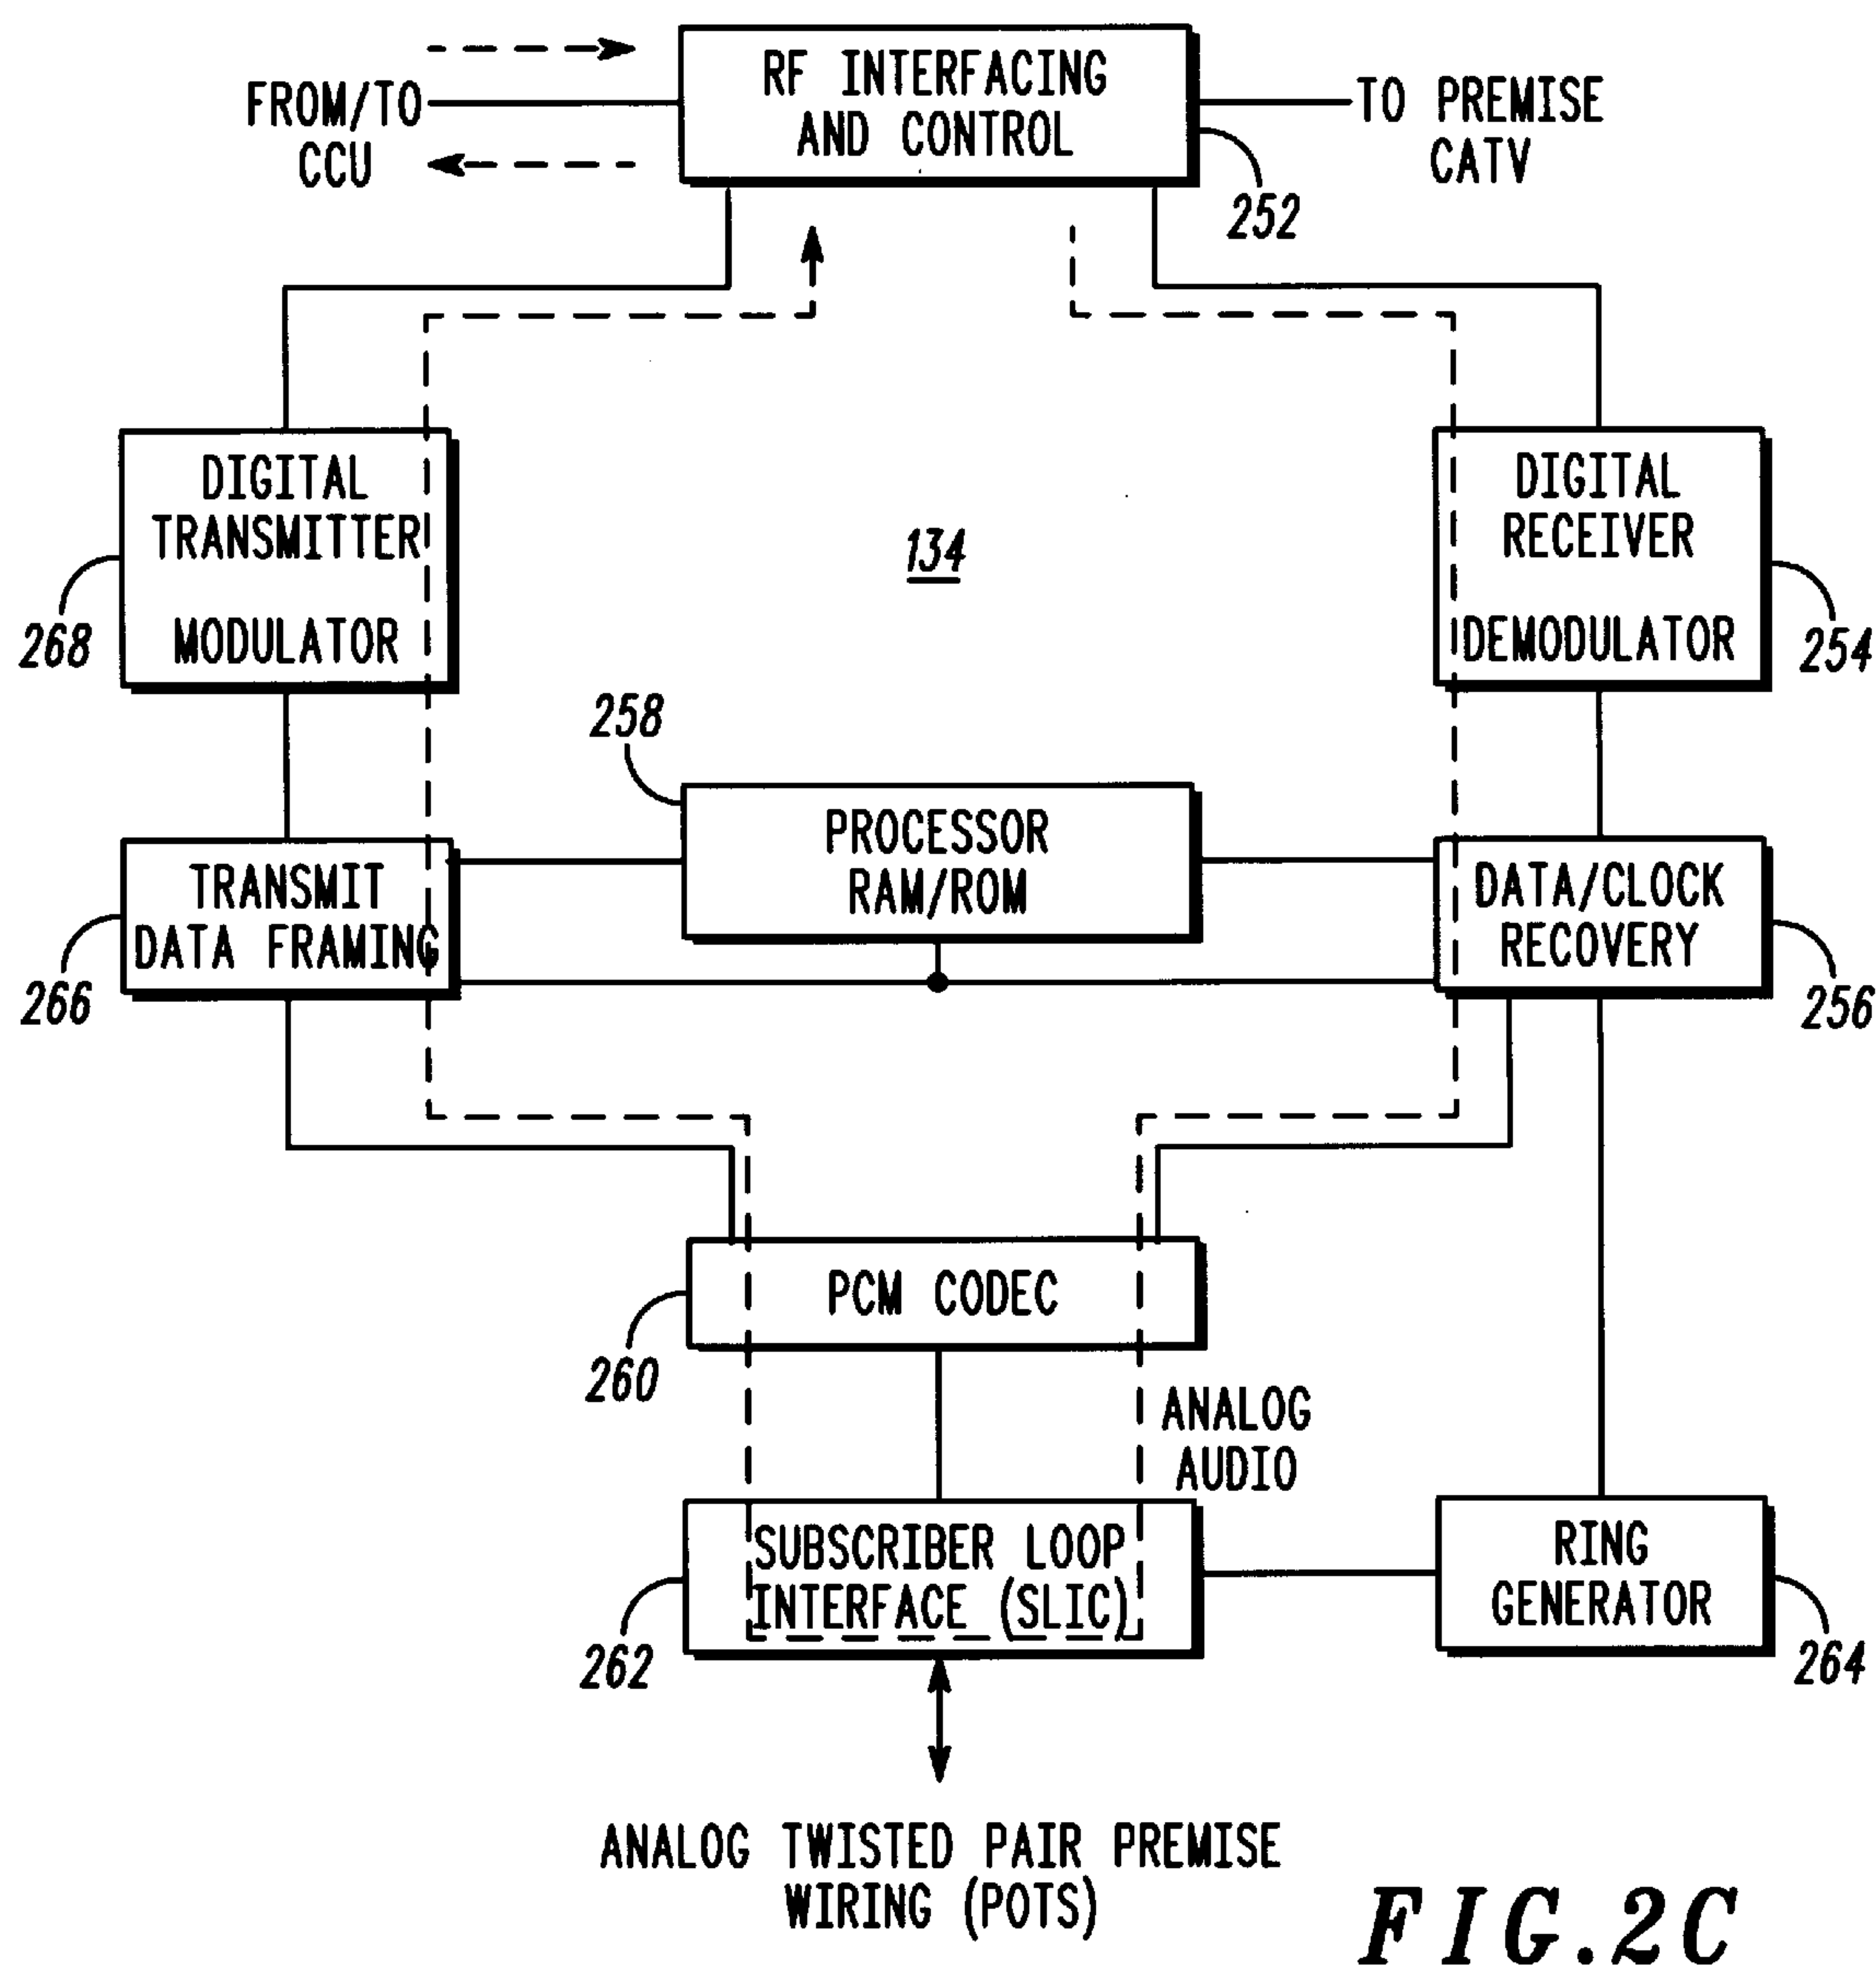 RF INTERFACING
AND CONTROL
FROM/TO
CCU
TO PREMISE
CATV
252
DIGITAL
TRANSMITTER
MODULATOR
268
134
DIGITAL
RECEIVER
DEMODULATOR
254
258
PROCESSOR
RAM/ROM
TRANSMIT
DATA FRAMING
266
DATA/CLOCK
RECOVERY
256
PCM CODEC
260
ANALOG
AUDIO
SUBSCRIBER LOOP
INTERFACE (SLIC)
262
RING
GENERATOR
264
ANALOG TWISTED PAIR PREMISE
WIRING (POTS)
FIG.2C